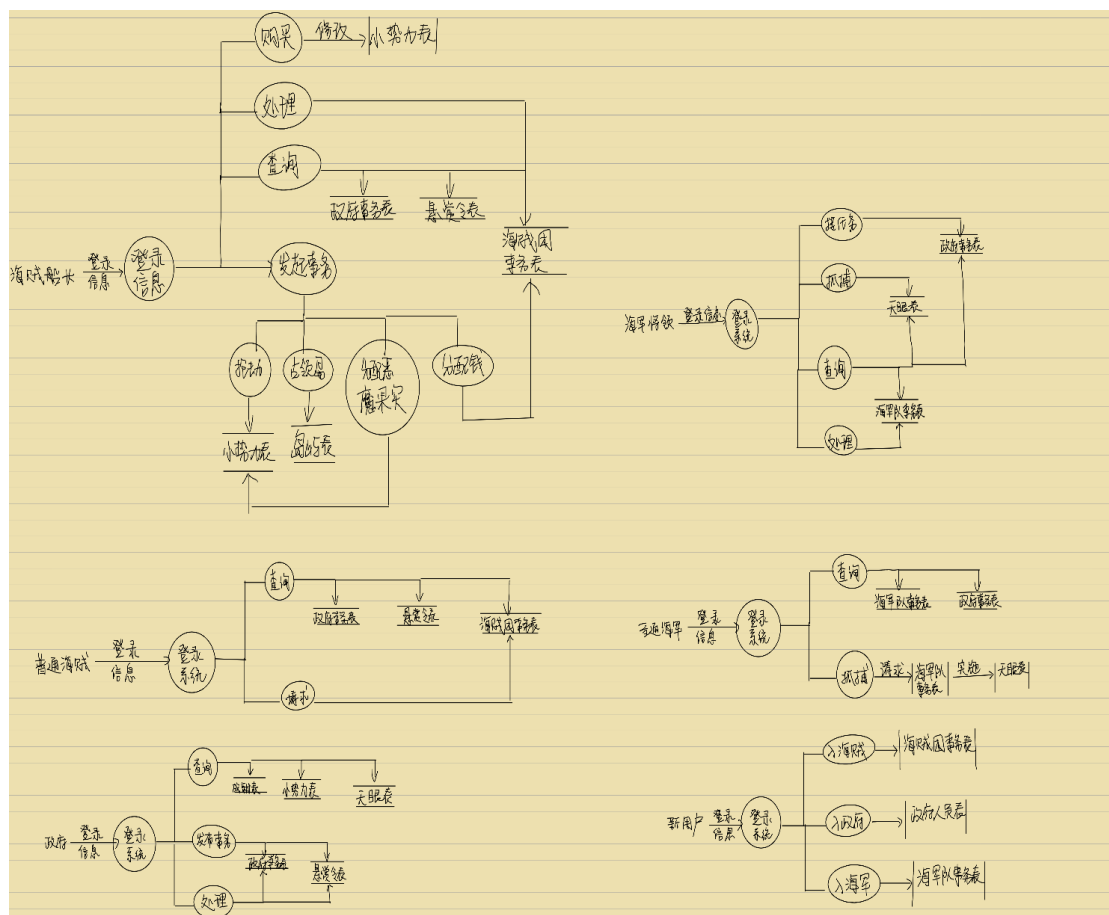 购买
修改
小势力表
处理
查询
政府事务表
悬赏令表
海贼团
事务表
海贼船长
登录
信息
登录
信息
发起事务
抢劫
占领岛
分配恶
魔果实
分配钱
小势力表
岛屿表
接任务
政府事务表
抓捕
天眼表
海军将领
登录信息
登录
系统
查询
海军队事务表
处理
查询
政府事务表
悬赏令表
海贼团事务表
普通海贼
登录
信息
登录
系统
请求
查询
海军队事务表
政府事务表
普通海军
登录
信息
登录
系统
抓捕
请求
海军队
事务表
实施
天眼表
查询
小势力表
天眼表
政府
登录
信息
登录
系统
发布事务
政府事务表
悬赏令表
处理
入海贼
海贼团事务表
新用户
登录
信息
登录
系统
入政府
政府人员表
入海军
海军队事务表